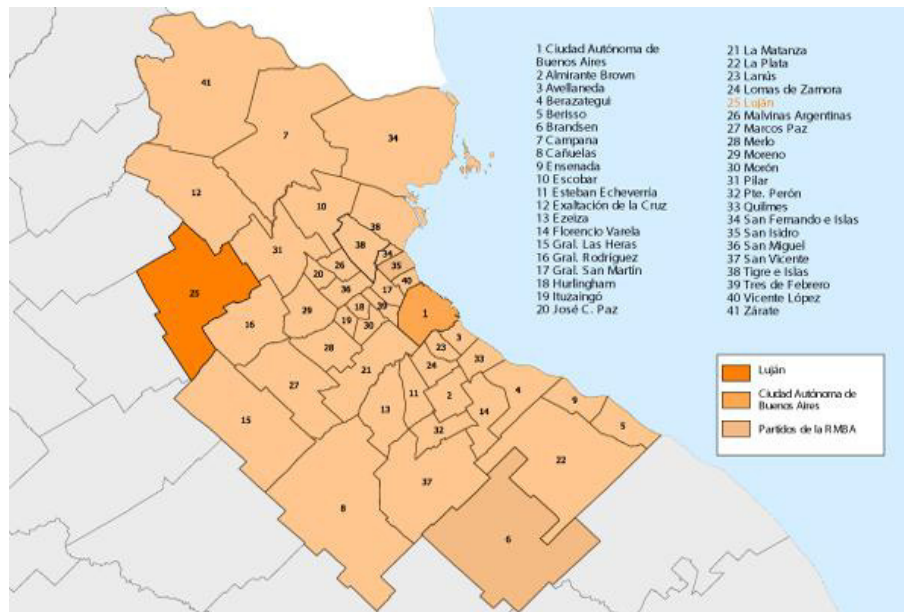 1 Ciudad Autónoma de
Buenos Aires
2 Almirante Brown
3 Avellaneda
4 Berazategui
5 Berisso
6 Brandsen
7 Campana
8 Cañuelas
9 Ensenada
10 Escobar
11 Esteban Echeverría
12 Exaltación de la Cruz
13 Ezeiza
14 Florencio Varela
15 Gral. Las Heras
16 Gral. Rodríguez
17 Gral. San Martín
18 Hurlingham
19 Ituzaingó
20 José C. Paz
21 La Matanza
22 La Plata
23 Lanús
24 Lomas de Zamora
25 Luján
26 Malvinas Argentinas
27 Marcos Paz
28 Merlo
29 Moreno
30 Morón
31 Pilar
32 Pte. Perón
33 Quilmes
34 San Fernando e Islas
35 San Isidro
36 San Miguel
37 San Vicente
38 Tigre e Islas
39 Tres de Febrero
40 Vicente López
41 Zárate
Luján
Ciudad Autónoma de
Buenos Aires
Partidos de la RMBA
41
7
34
12
10
38
31
38
34
35
26
20
40
25
36
17
29
18
39
16
19
30
1
28
23
3
21
24
33
27
11
2
4
15
13
14
9
32
5
22
37
8
6